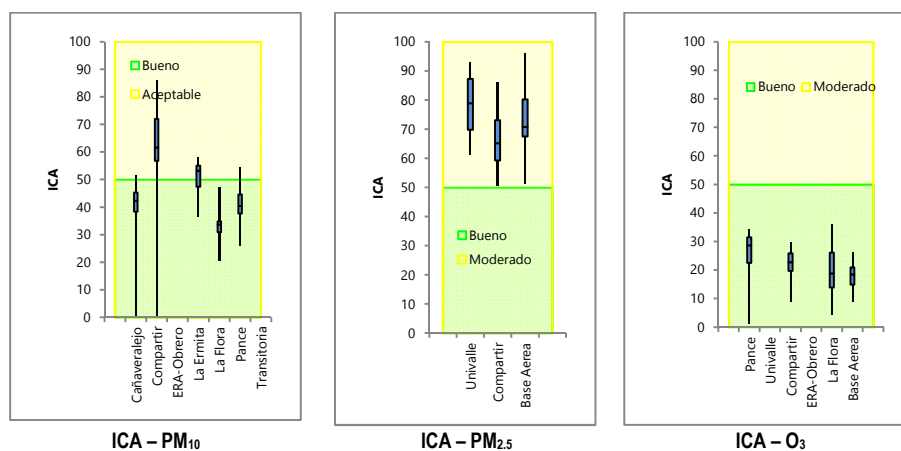 100
90
80
70
60
50
40
30
20
10
0
ICA
Bueno
Aceptable
Cañaveralejo
Compartir
ERA-Obrero
La Ermita
La Flora
Pance
Transitoria
ICA – PM10
100
90
80
70
60
50
40
30
20
10
0
ICA
Bueno
Moderado
Univalle
Compartir
Base Aerea
ICA – PM2.5
100
90
80
70
60
50
40
30
20
10
0
ICA
Bueno Moderado
Pance
Univalle
Compartir
ERA-Obrero
La Flora
Base Aerea
ICA – O3